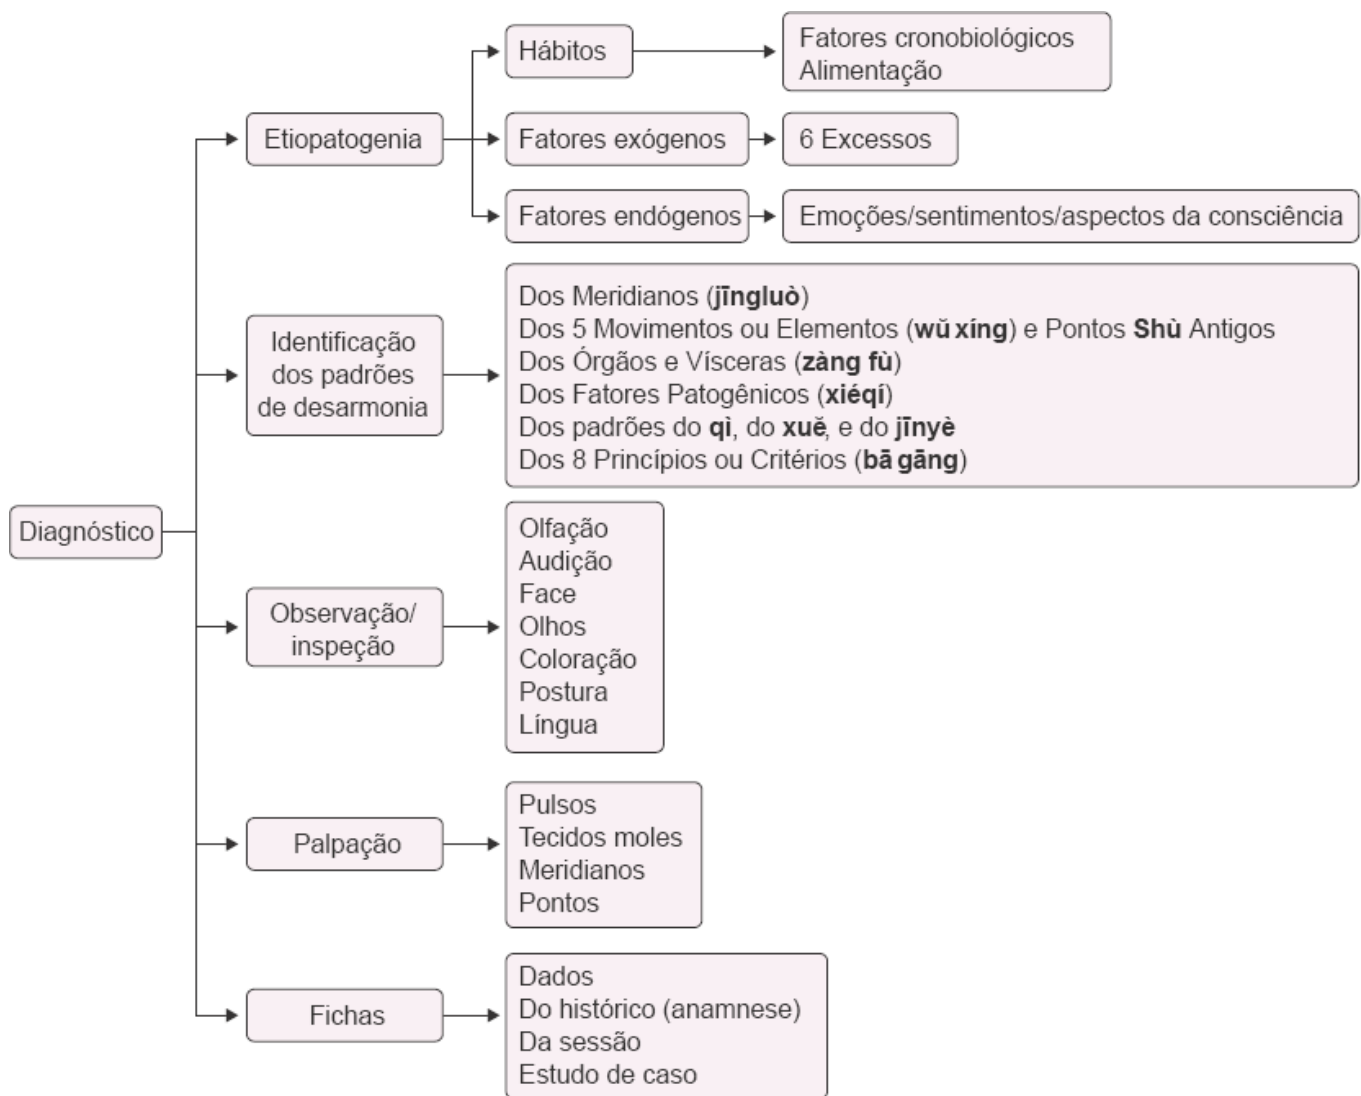 Diagnóstico
Etiopatogenia
Hábitos
Fatores cronobiológicos
Alimentação
Fatores exógenos
6 Excessos
Fatores endógenos
Emoções/sentimentos/aspectos da consciência
Identificação
dos padrões
de desarmonia
Dos Meridianos (jīngluò)
Dos 5 Movimentos ou Elementos (wŭ xíng) e Pontos Shù Antigos
Dos Órgãos e Vísceras (zàng fù)
Dos Fatores Patogênicos (xiéqí)
Dos padrões do qì, do xuĕ, e do jīnyè
Dos 8 Princípios ou Critérios (bā gāng)
Observação/
inspeção
Olfação
Audição
Face
Olhos
Coloração
Postura
Língua
Palpação
Pulsos
Tecidos moles
Meridianos
Pontos
Fichas
Dados
Do histórico (anamnese)
Da sessão
Estudo de caso